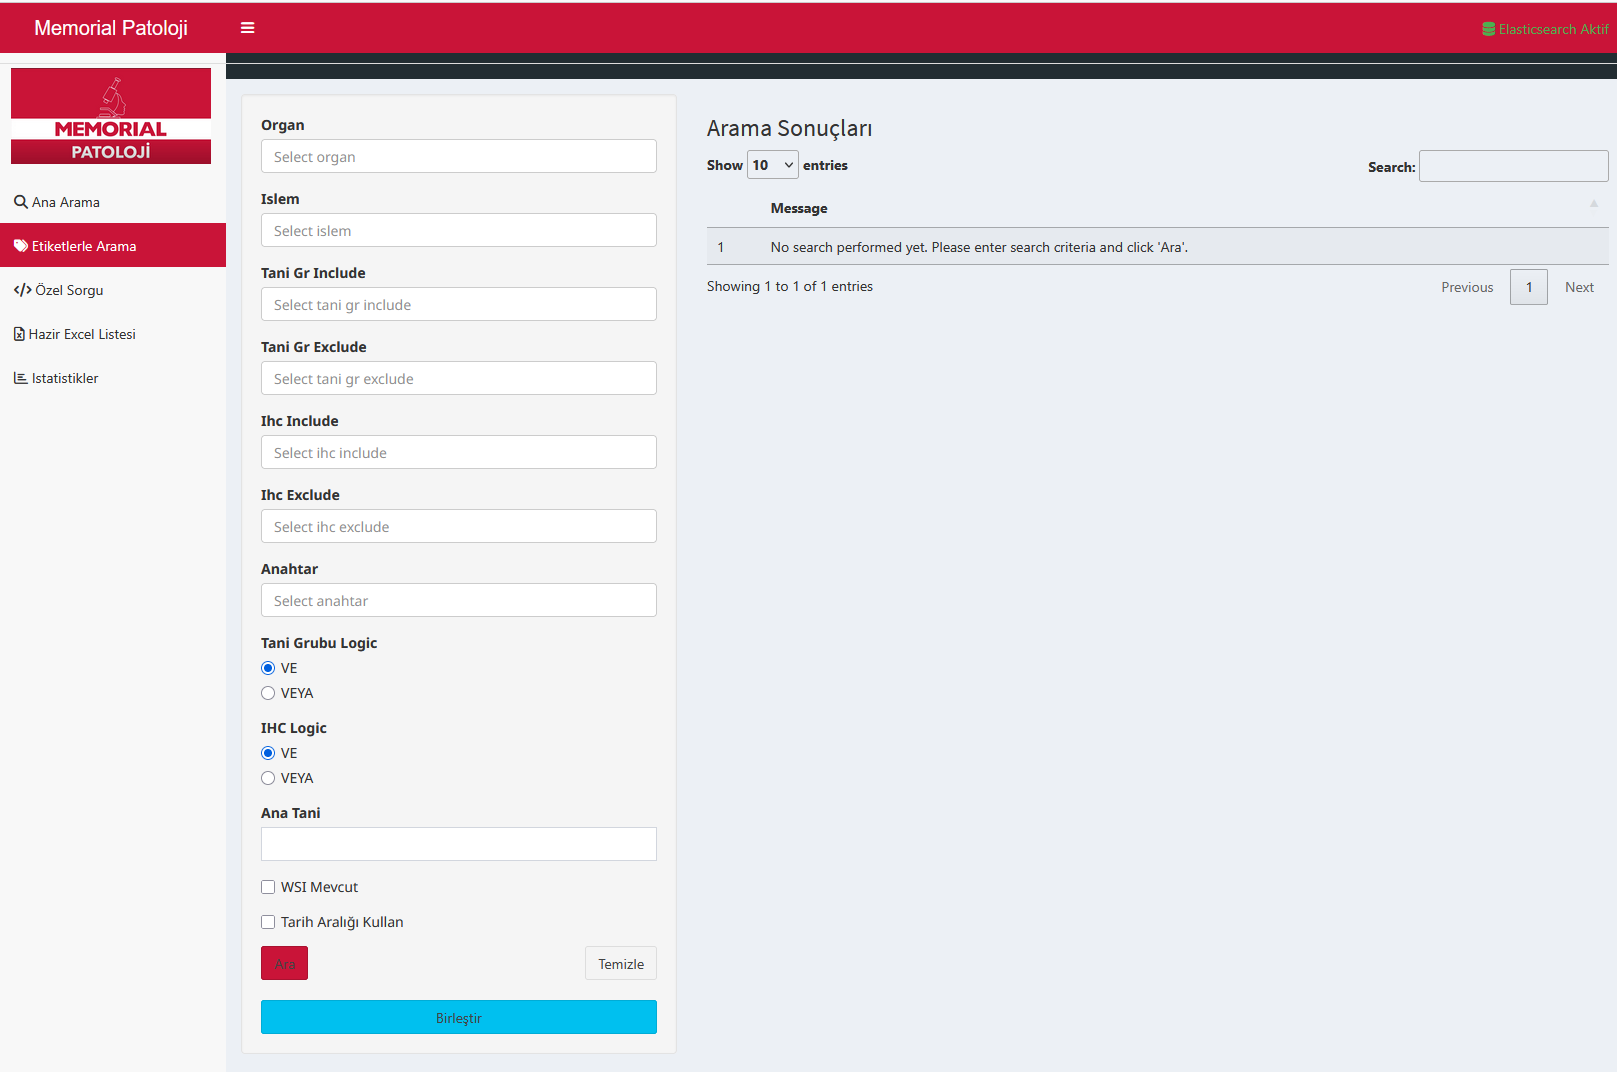 Memorial Patoloji
Elasticsearch Aktif
MEMORIAL
PATOLOJİ
Ana Arama
Etiketlerle Arama
Özel Sorgu
Hazir Excel Listesi
Istatistikler
Organ
Select organ
Islem
Select islem
Tani Gr Include
Select tani gr include
Tani Gr Exclude
Select tani gr exclude
Ihc Include
Select ihc include
Ihc Exclude
Select ihc exclude
Anahtar
Select anahtar
Tani Grubu Logic
VE
VEYA
IHC Logic
VE
VEYA
Ana Tani
WSI Mevcut
Tarih Aralığı Kullan
Ara Temizle
Birleştir
Arama Sonuçları
Show 10 entries Search:
Message
1 No search performed yet. Please enter search criteria and click 'Ara'.
Showing 1 to 1 of 1 entries Previous 1 Next